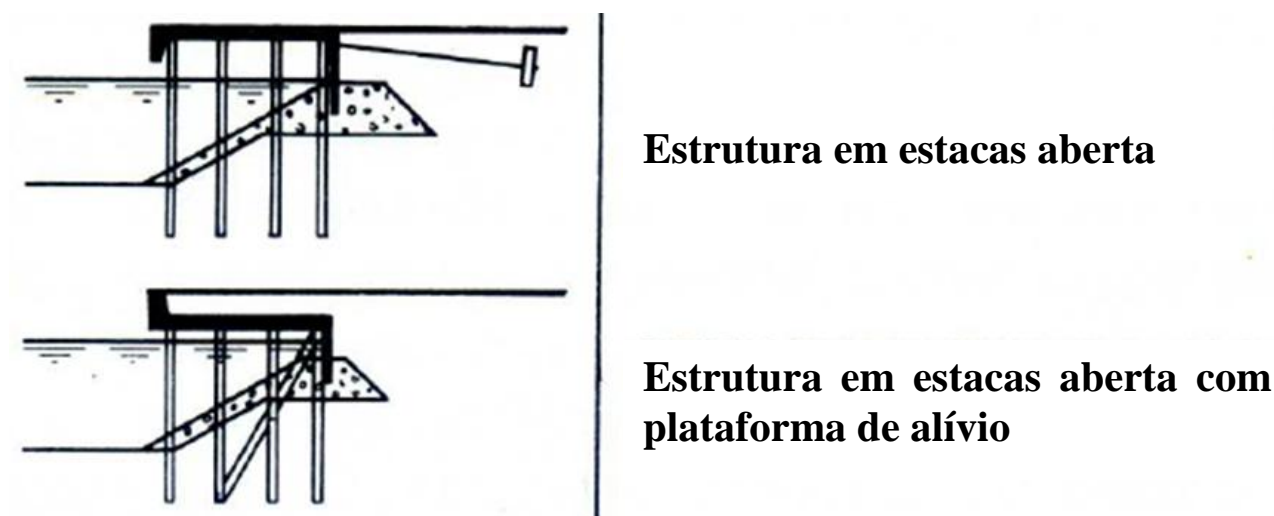 Estrutura em estacas aberta
Estrutura em estacas aberta com
plataforma de alívio